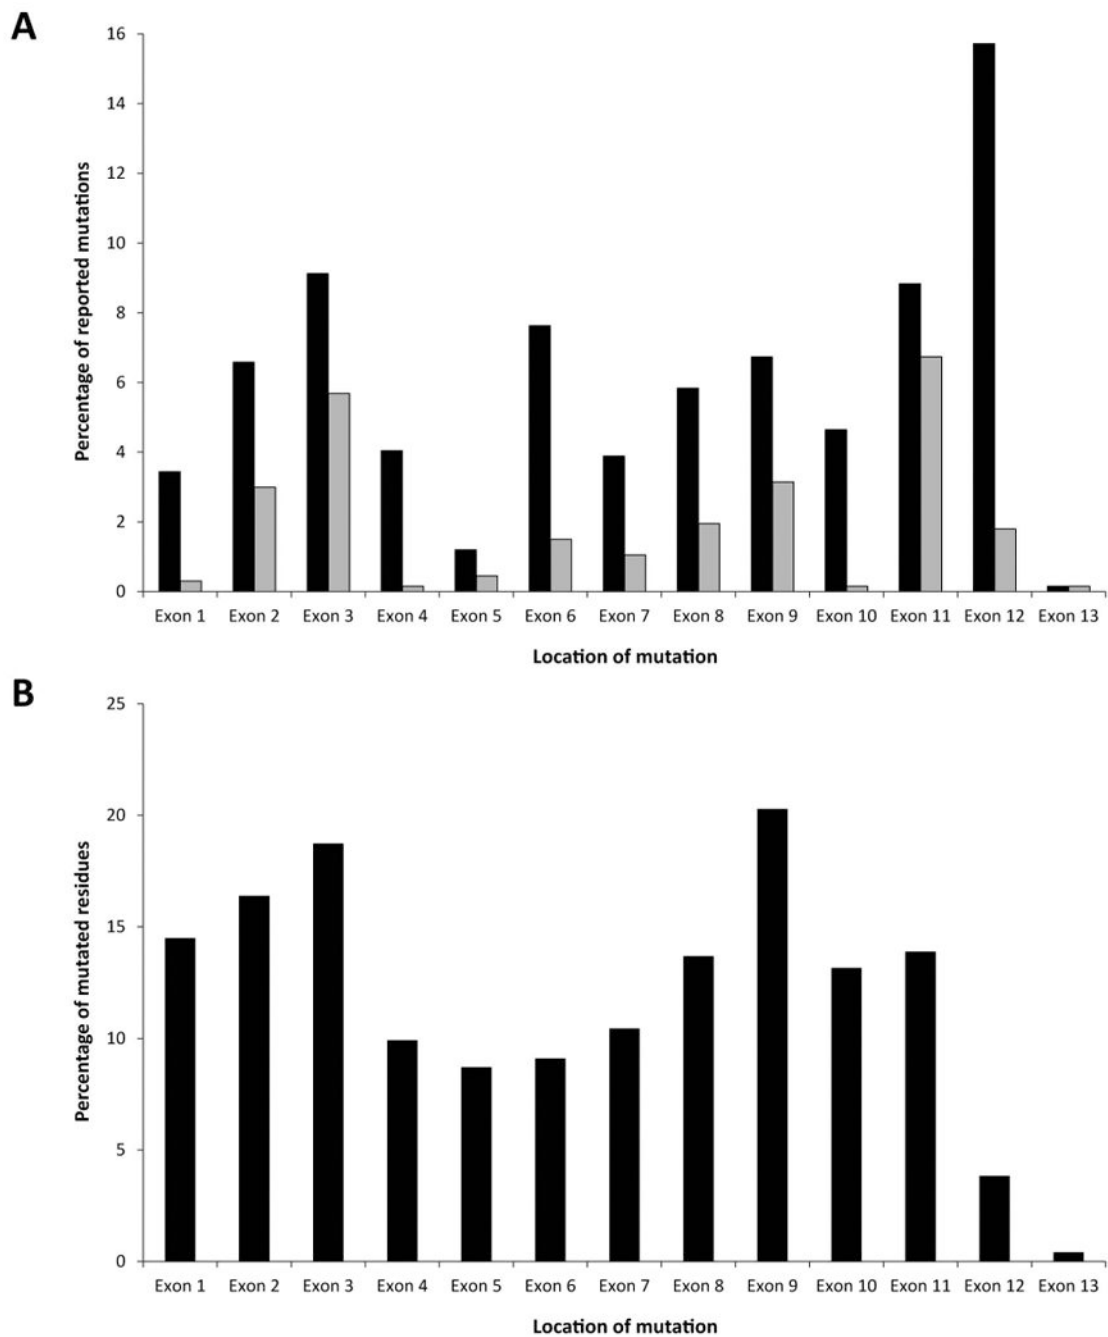 A
Percentage of reported mutations
16
14
12
10
8
6
4
2
0
Exon 1 Exon 2 Exon 3 Exon 4 Exon 5 Exon 6 Exon 7 Exon 8 Exon 9 Exon 10 Exon 11 Exon 12 Exon 13
Location of mutation
B
Percentage of mutated residues
25
20
15
10
5
0
Exon 1 Exon 2 Exon 3 Exon 4 Exon 5 Exon 6 Exon 7 Exon 8 Exon 9 Exon 10 Exon 11 Exon 12 Exon 13
Location of mutation